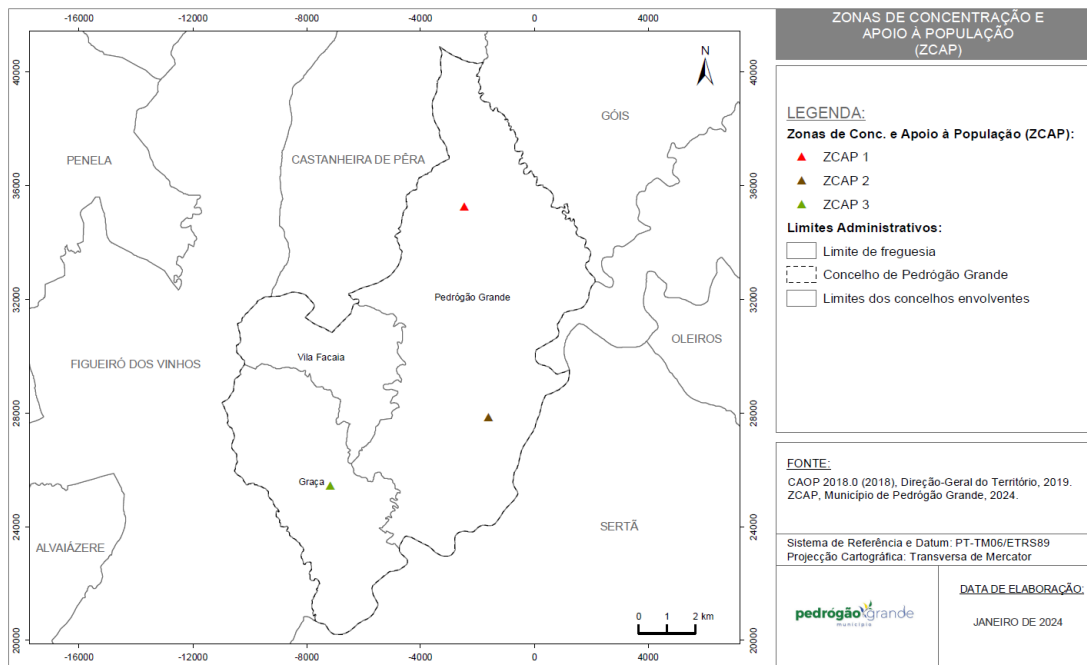 -16000 -12000 -8000 -4000 0 4000
40000 36000 32000 28000 24000 20000
40000 36000 32000 28000 24000 20000
N
GÓIS
PENELA
CASTANHEIRA DE PÊRA
Pedrógão Grande
OLEIROS
Vila Facaia
FIGUEIRÓ DOS VINHOS
Graça
SERTÃ
ALVAIÁZERE
0 1 2 km
-16000 -12000 -8000 -4000 0 4000
ZONAS DE CONCENTRAÇÃO E
APOIO À POPULAÇÃO
(ZCAP)
LEGENDA:
Zonas de Conc. e Apoio à População (ZCAP):
ZCAP 1
ZCAP 2
ZCAP 3
Limites Administrativos:
Limite de freguesia
Concelho de Pedrógão Grande
Limites dos concelhos envolventes
FONTE:
CAOP 2018.0 (2018), Direção-Geral do Território, 2019.
ZCAP, Município de Pedrógão Grande, 2024.
Sistema de Referência e Datum: PT-TM06/ETRS89
Projecção Cartográfica: Transversa de Mercator
pedrógão grande
município
DATA DE ELABORAÇÃO:
JANEIRO DE 2024